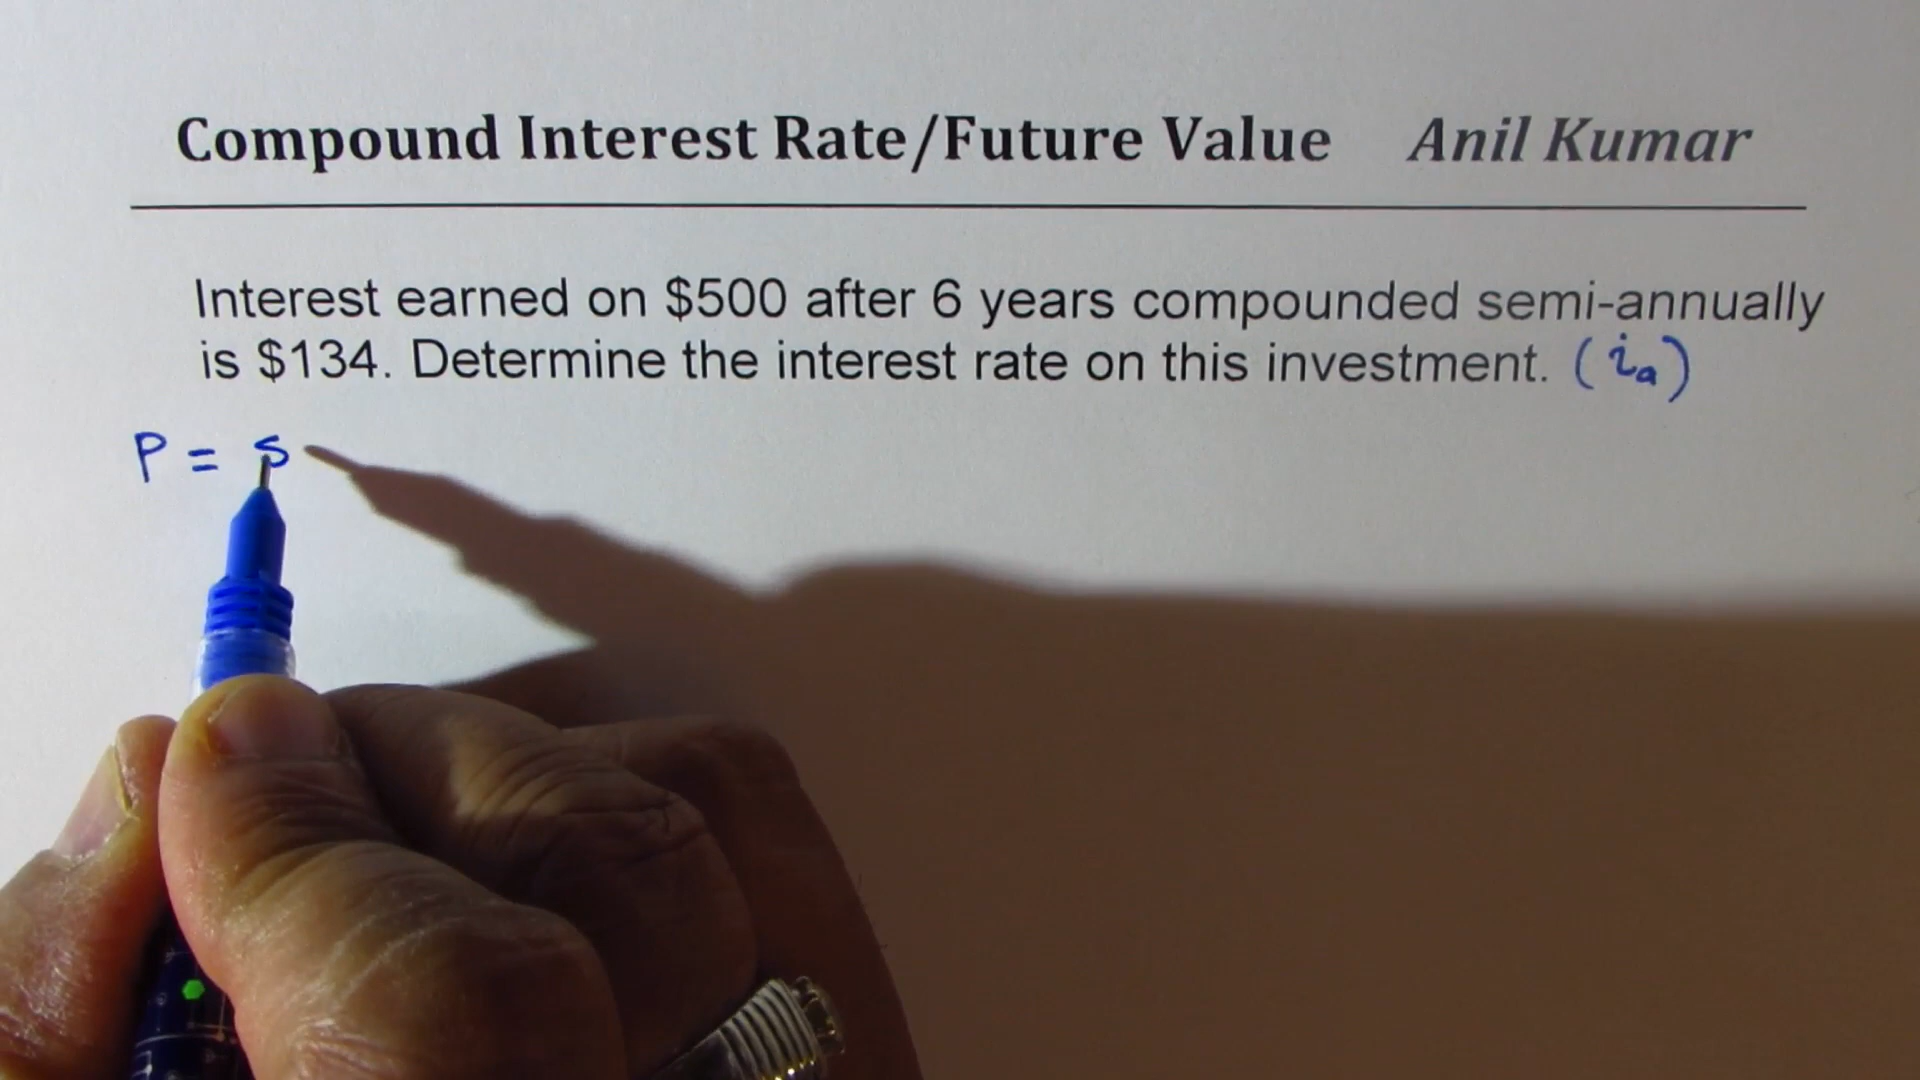 Compound Interest Rate/Future Value Anil Kumar
Interest earned on $500 after 6 years compounded semi-annually
is $134. Determine the interest rate on this investment. (iₐ)
P = 5